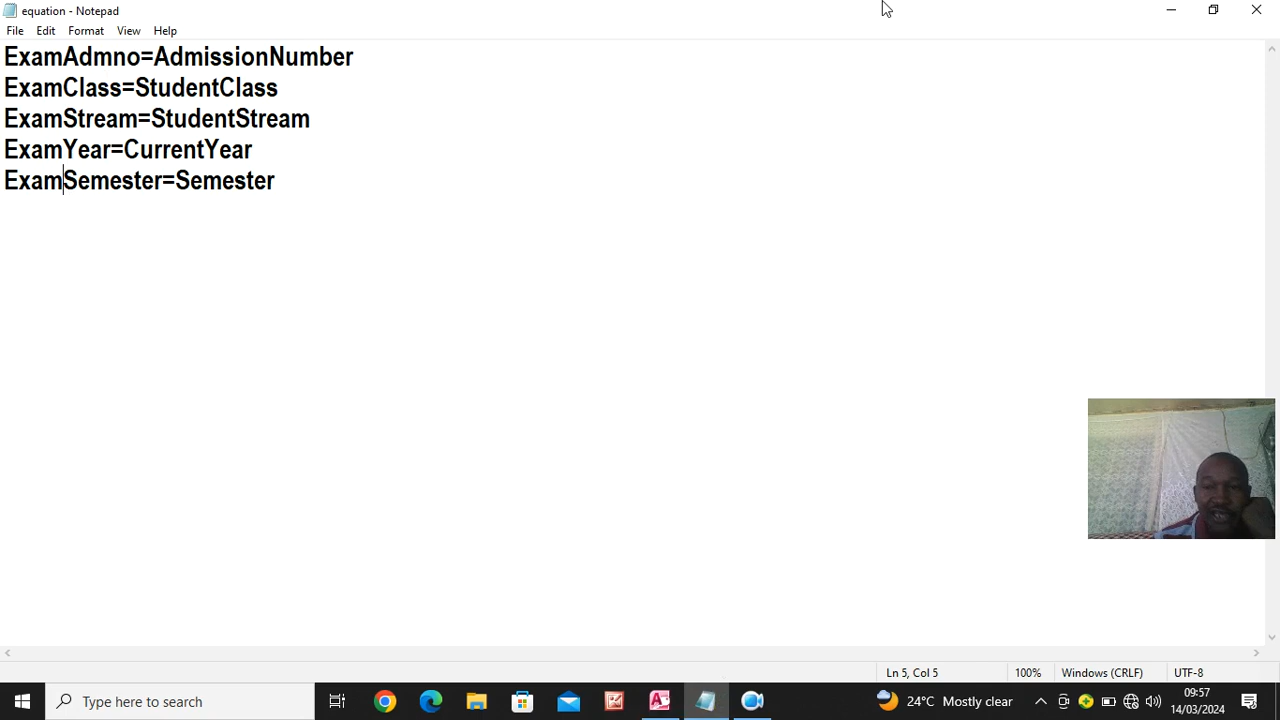 equation - Notepad
File Edit Format View Help
ExamAdmno=AdmissionNumber
ExamClass=StudentClass
ExamStream=StudentStream
ExamYear=CurrentYear
ExamSemester=Semester
Ln 5, Col 5 100% Windows (CRLF) UTF-8
Type here to search 24°C Mostly clear 09:57
14/03/2024